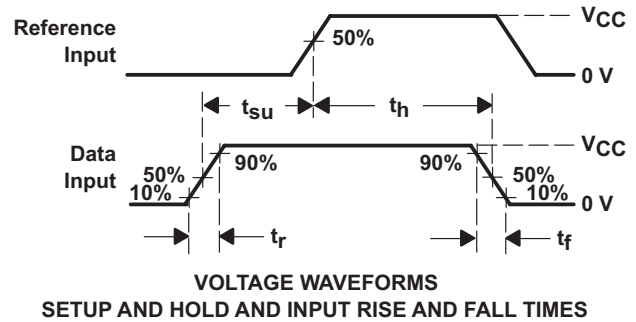 Reference
Input
50%
VCC
0 V
tsu
th
Data
Input
50%
10%
90%
90%
VCC
50%
10%
0 V
tr
tf
VOLTAGE WAVEFORMS
SETUP AND HOLD AND INPUT RISE AND FALL TIMES